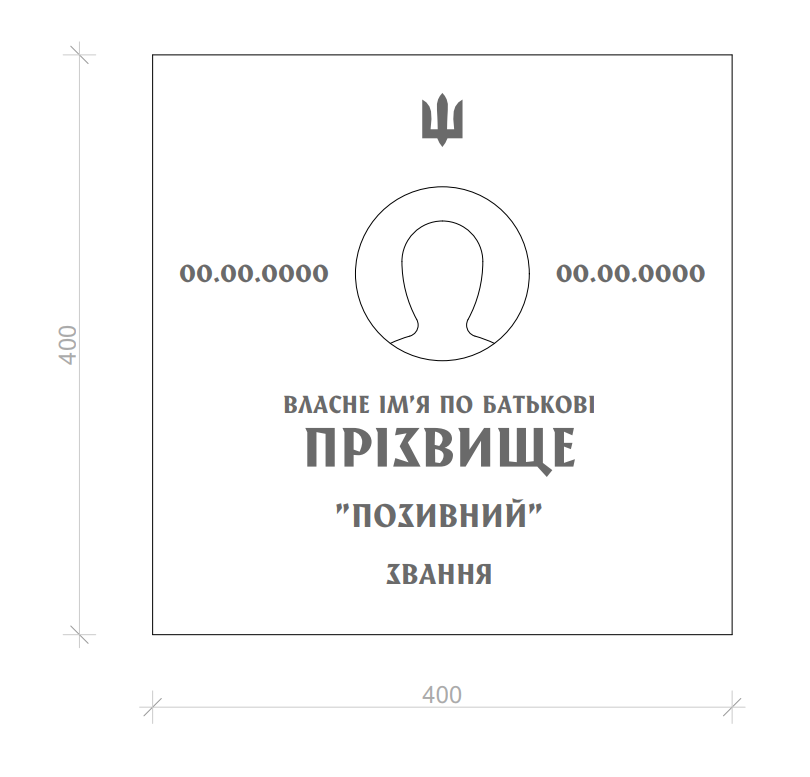 00.00.0000 00.00.0000
400
ВЛАСНЕ ІМ'Я ПО БАТЬКОВІ
ПРІЗВИЩЕ
"ПОЗИВНИЙ"
ЗВАННЯ
400